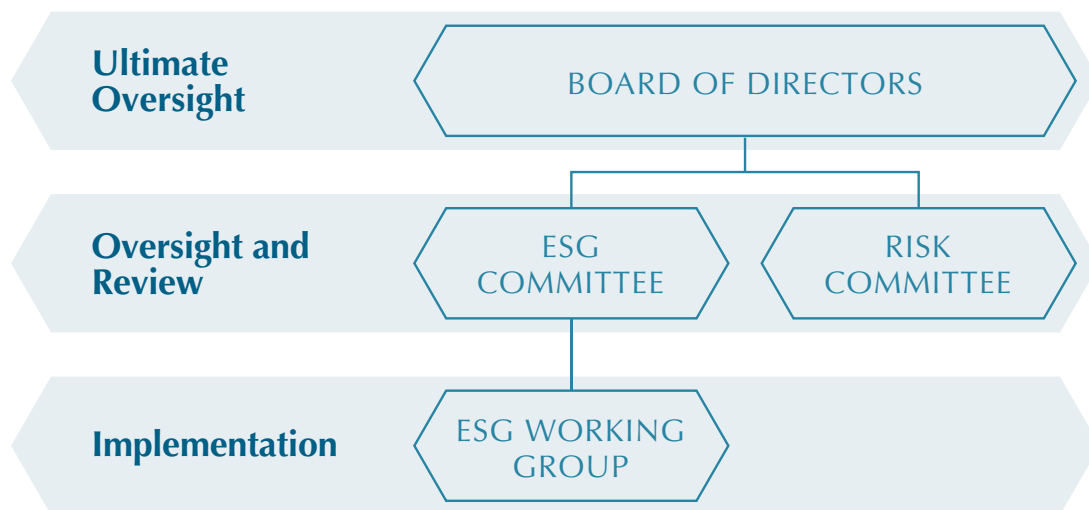 Ultimate
Oversight
BOARD OF DIRECTORS
Oversight and
Review
ESG
COMMITTEE
RISK
COMMITTEE
Implementation
ESG WORKING
GROUP